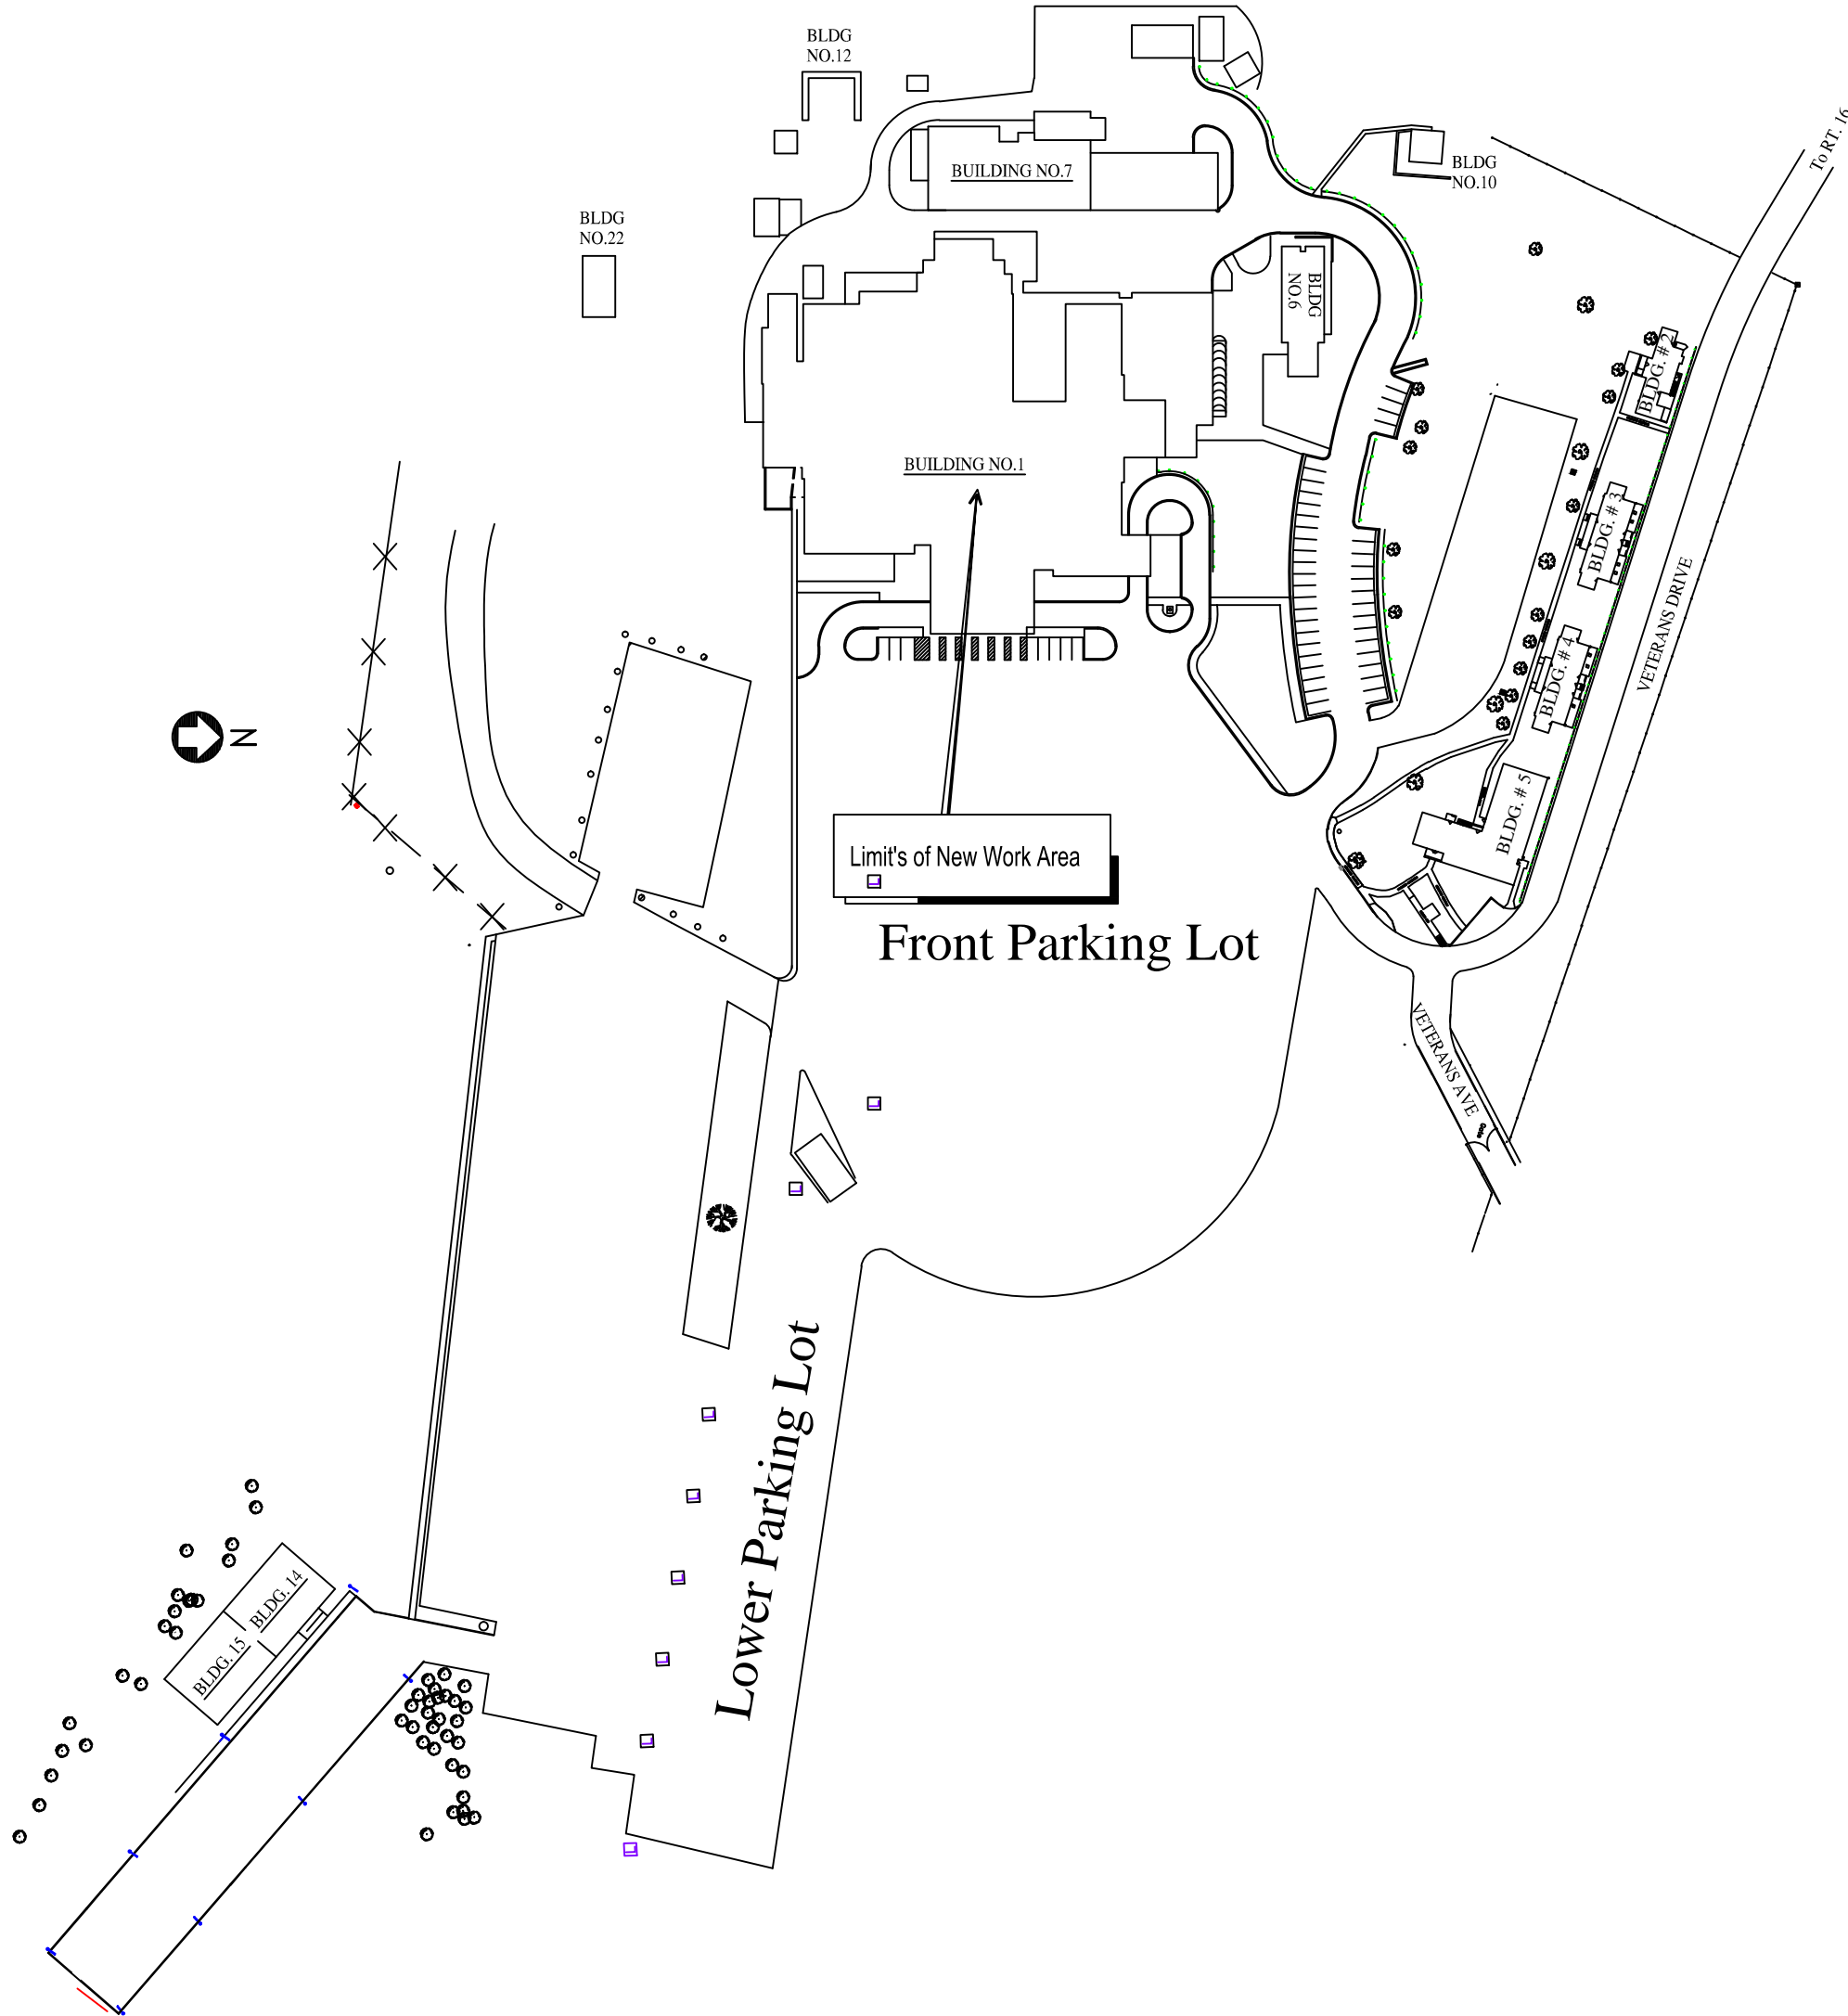 BLDG
NO.12
BUILDING NO.7
BLDG
NO.10
To RT. 16
BLDG
NO.22
BLDG
NO.6
BLDG. # 2
BUILDING NO.1
BLDG. # 3
VETERANS DRIVE
BLDG. # 4
N
BLDG. # 5
Limit's of New Work Area
Front Parking Lot
VETERANS AVE
Gate
Lower Parking Lot
BLDG. 14
BLDG. 15